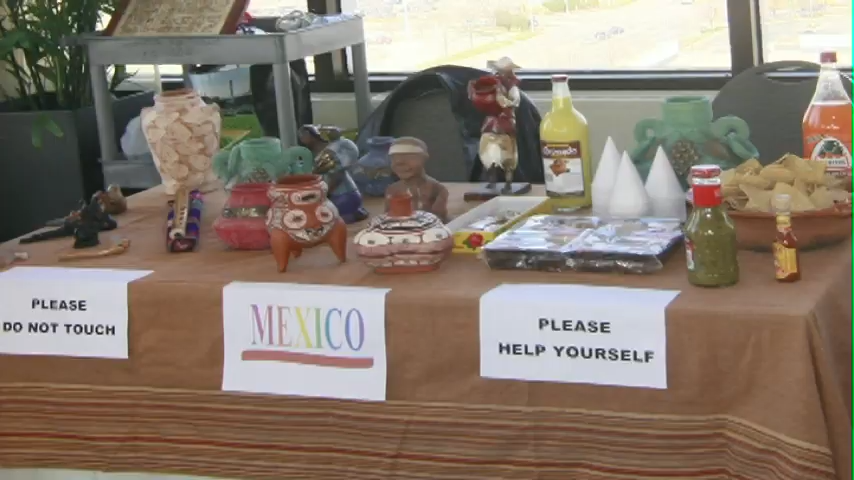 PLEASE
DO NOT TOUCH
MEXICO
PLEASE
HELP YOURSELF